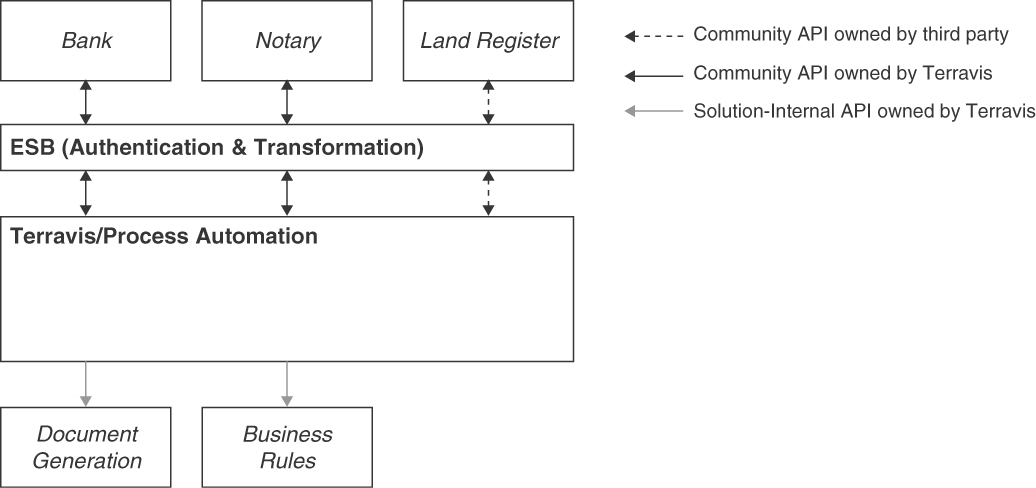 Bank
Notary
Land Register
Community API owned by third party
Community API owned by Terravis
Solution-Internal API owned by Terravis
ESB (Authentication & Transformation)
Terravis/Process Automation
Document
Generation
Business
Rules